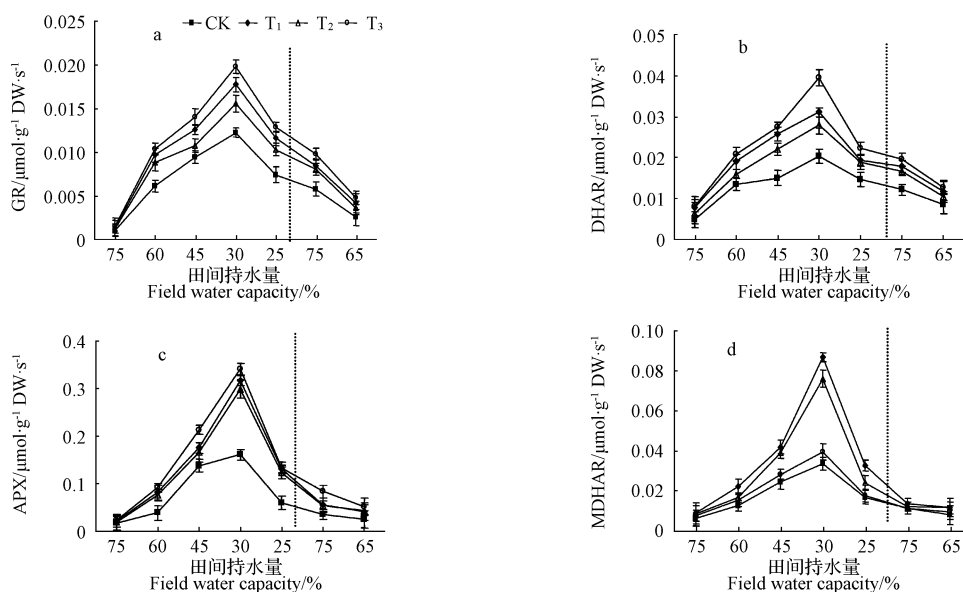 CK T₁ T₂ T₃
a
GR/μmol·g⁻¹ DW·s⁻¹
0.025
0.020
0.015
0.010
0.005
0
75 60 45 30 25 75 65
田间持水量
Field water capacity/%
b
DHAR/μmol·g⁻¹ DW·s⁻¹
0.05
0.04
0.03
0.02
0.01
0
75 60 45 30 25 75 65
田间持水量
Field water capacity/%
c
APX/μmol·g⁻¹ DW·s⁻¹
0.4
0.3
0.2
0.1
0
75 60 45 30 25 75 65
田间持水量
Field water capacity/%
d
MDHAR/μmol·g⁻¹ DW·s⁻¹
0.10
0.08
0.06
0.04
0.02
0
75 60 45 30 25 75 65
田间持水量
Field water capacity/%